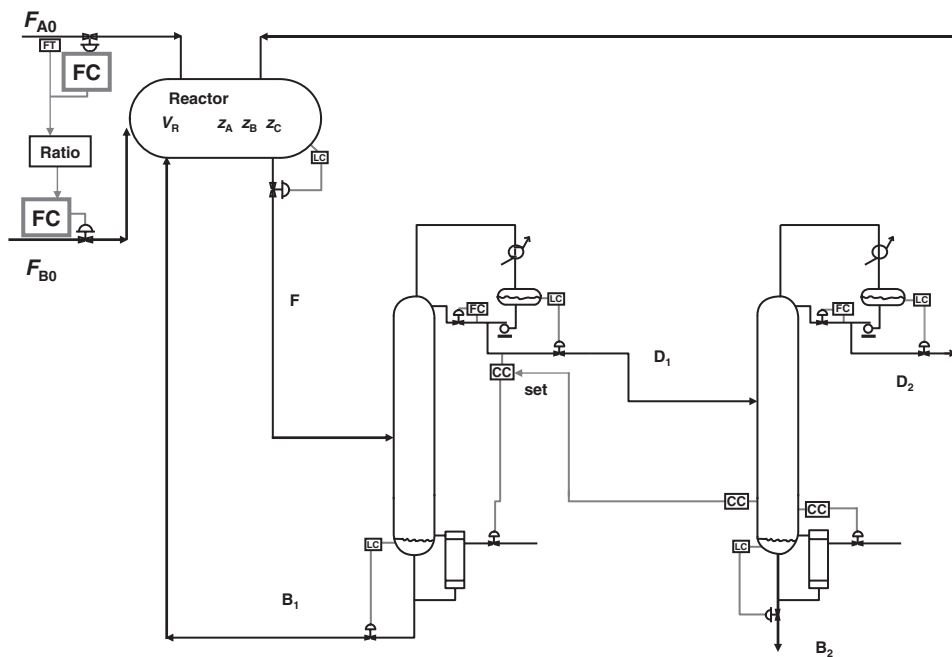 F_A0
FT
FC
Reactor
V_R z_A z_B z_C
Ratio
LC
FC
F_B0
F
LC
FC
LC
FC
D_1
D_2
CC
set
CC
CC
LC
LC
B_1
B_2